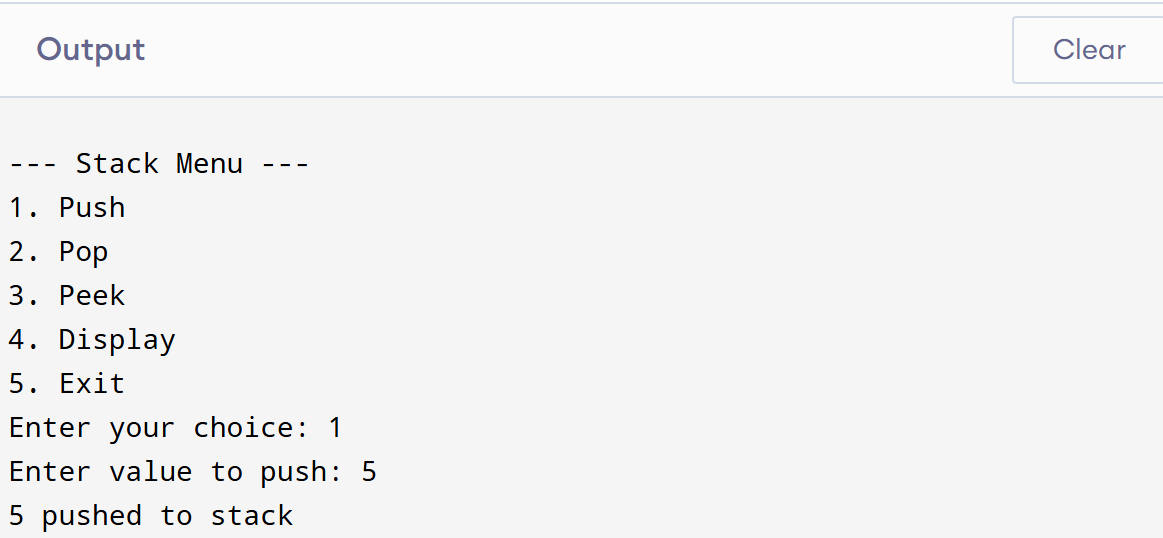 Output
Clear
--- Stack Menu ---
1. Push
2. Pop
3. Peek
4. Display
5. Exit
Enter your choice: 1
Enter value to push: 5
5 pushed to stack